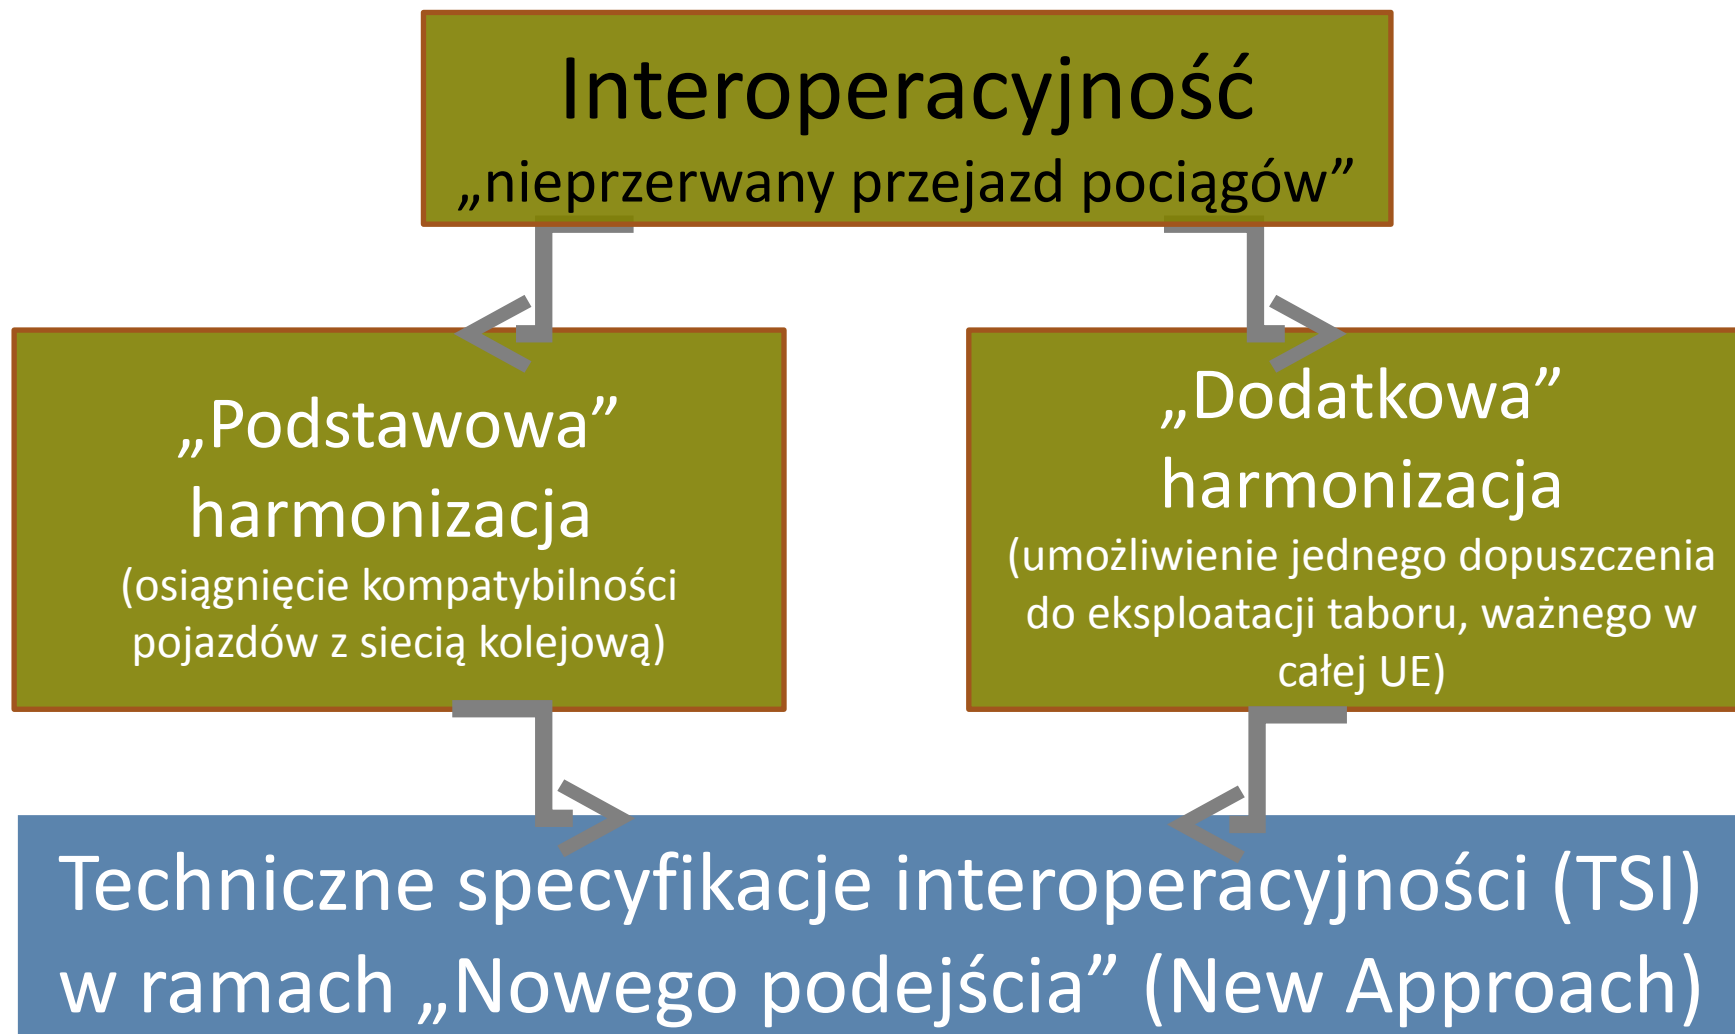 Interoperacyjność
„nieprzerwany przejazd pociągów”
„Podstawowa”
harmonizacja
(osiągnięcie kompatybilności
pojazdów z siecią kolejową)
„Dodatkowa”
harmonizacja
(umożliwienie jednego dopuszczenia
do eksploatacji taboru, ważnego w
całej UE)
Techniczne specyfikacje interoperacyjności (TSI)
w ramach „Nowego podejścia” (New Approach)